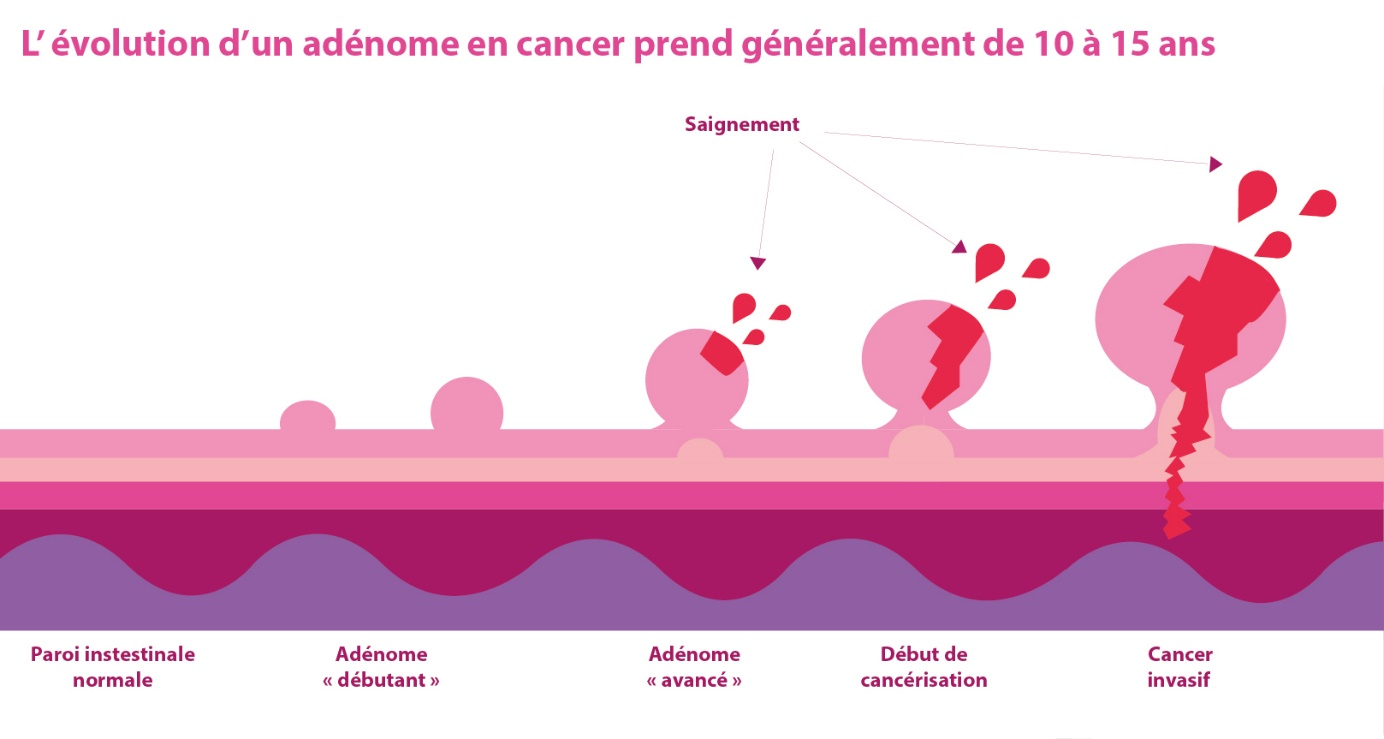 L’ évolution d’un adénome en cancer prend généralement de 10 à 15 ans
Saignement
Paroi instestinale
normale
Adénome
« débutant »
Adénome
« avancé »
Début de
cancérisation
Cancer
invasif